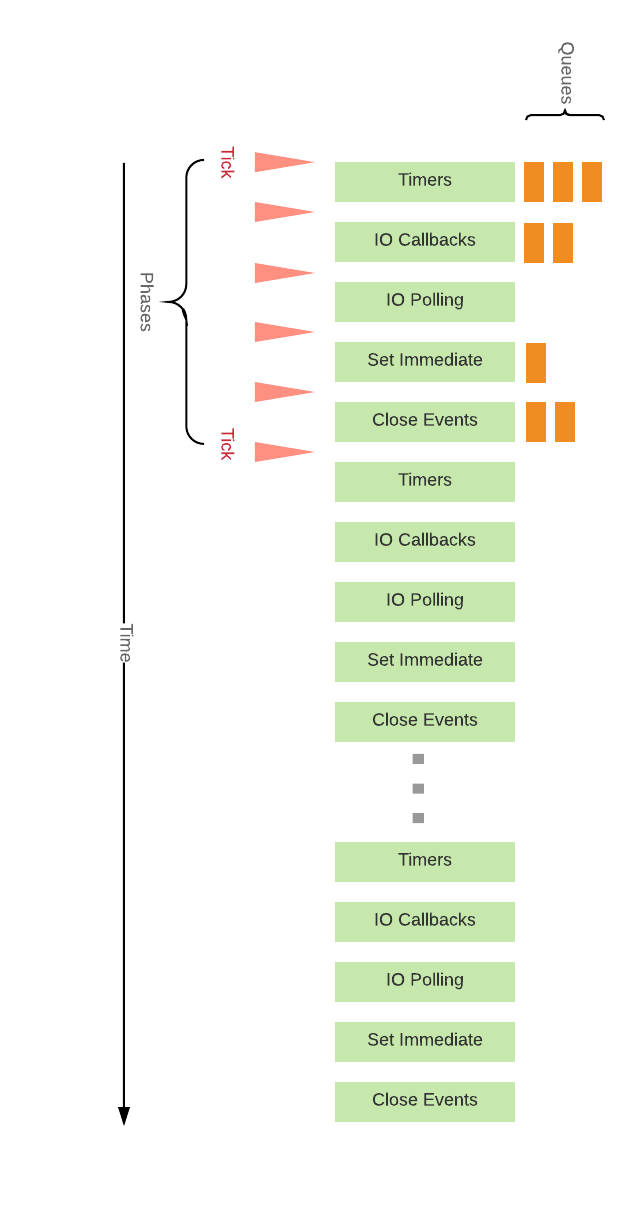 Queues
Tick
Timers
IO Callbacks
Phases
IO Polling
Set Immediate
Close Events
Tick
Timers
IO Callbacks
IO Polling
Time
Set Immediate
Close Events
Timers
IO Callbacks
IO Polling
Set Immediate
Close Events